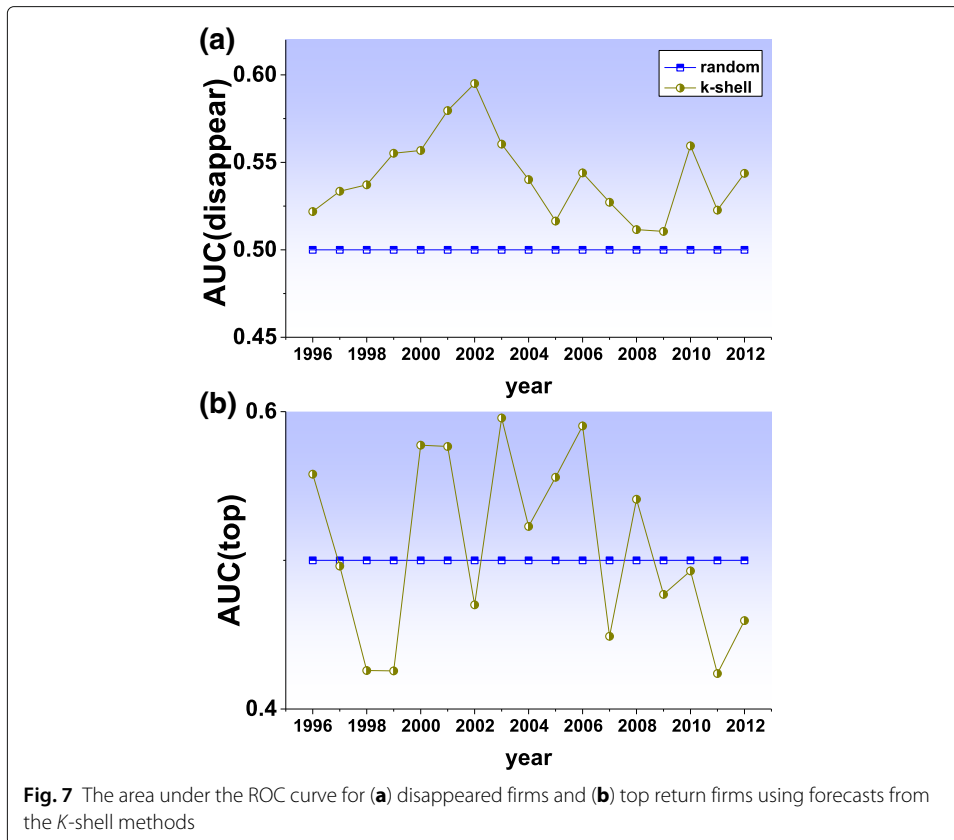 (a)
0.60
0.55
0.50
0.45
AUC(disappear)
random
k-shell
1996 1998 2000 2002 2004 2006 2008 2010 2012
year
(b)
0.6
0.4
AUC(top)
1996 1998 2000 2002 2004 2006 2008 2010 2012
year
Fig. 7 The area under the ROC curve for (a) disappeared firms and (b) top return firms using forecasts from
the K-shell methods